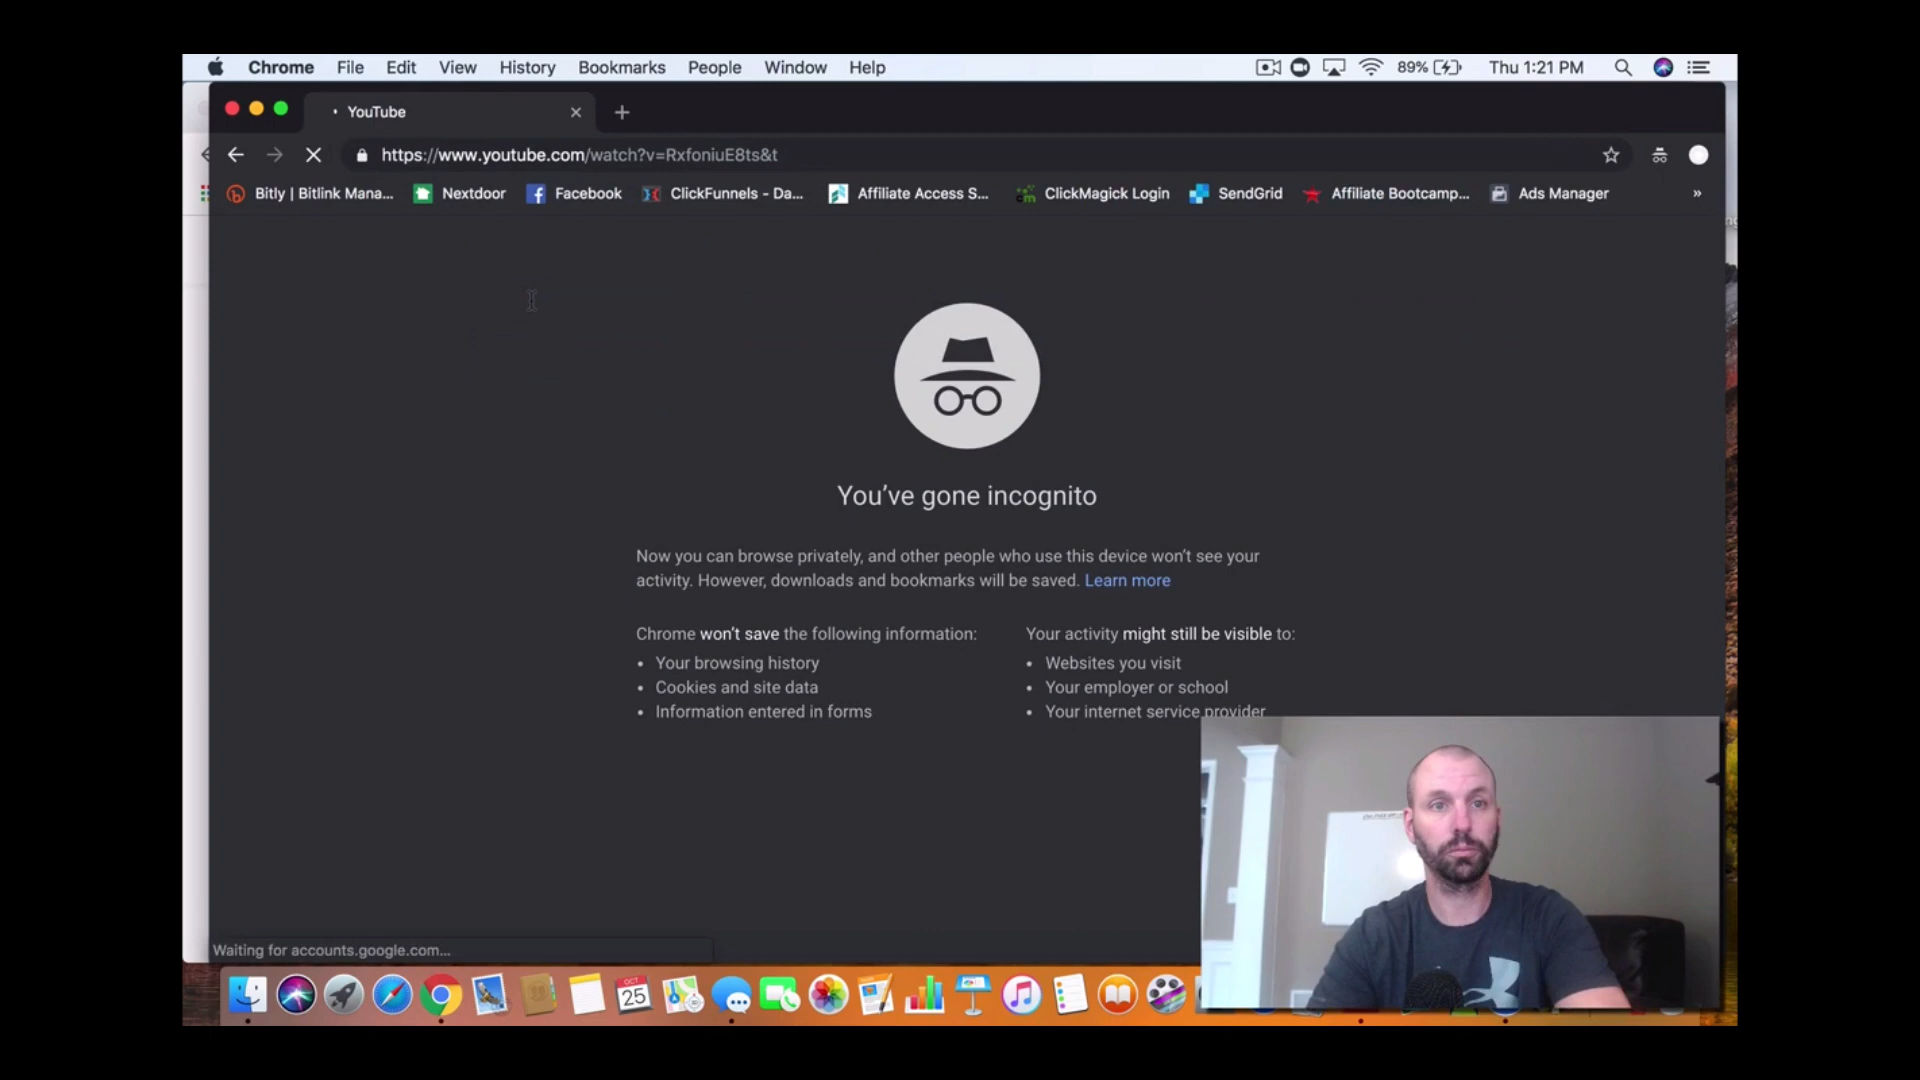 Chrome File Edit View History Bookmarks People Window Help 89% Thu 1:21 PM
YouTube
https://www.youtube.com/watch?v=RxfoniuE8ts&t
Bitly | Bitlink Mana... Nextdoor Facebook ClickFunnels - Da... Affiliate Access S... ClickMagick Login SendGrid Affiliate Bootcamp... Ads Manager »
You've gone incognito
Now you can browse privately, and other people who use this device won't see your
activity. However, downloads and bookmarks will be saved. Learn more
Chrome won't save the following information:
• Your browsing history
• Cookies and site data
• Information entered in forms
Your activity might still be visible to:
• Websites you visit
• Your employer or school
• Your internet service provider
Waiting for accounts.google.com...
OCT
25